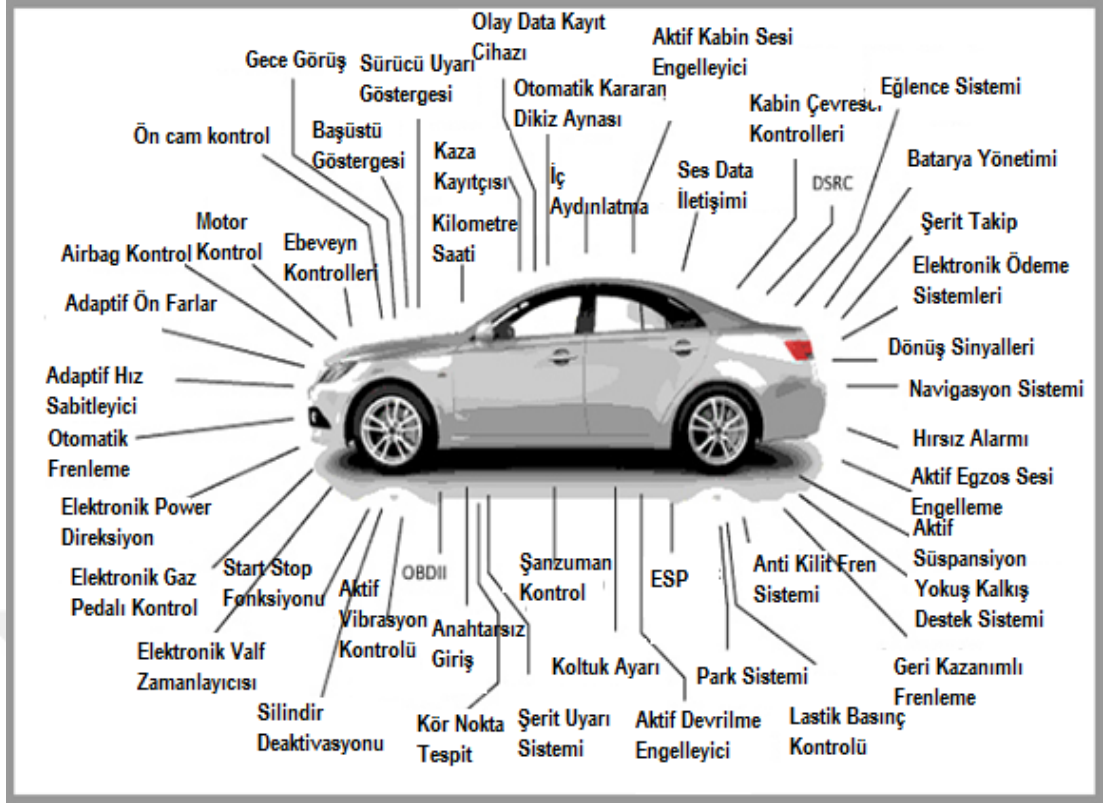 Olay Data Kayıt
Cihazı
Aktif Kabin Sesi
Engelleyici
Gece Görüş
Sürücü Uyarı
Göstergesi
Otomatik Kararan
Dikiz Aynası
Eğlence Sistemi
Kabin Çevresel
Kontrolleri
Ön cam kontrol
Başüstü
Göstergesi
Kaza
Kayıtçısı
İç
Aydınlatma
Ses Data
İletişimi
DSRC
Batarya Yönetimi
Motor
Kontrol
Kilometre
Saati
Şerit Takip
Airbag Kontrol
Ebeveyn
Kontrolleri
Elektronik Ödeme
Sistemleri
Adaptif Ön Farlar
Dönüş Sinyalleri
Adaptif Hız
Sabitleyici
Navigasyon Sistemi
Otomatik
Frenleme
Hırsız Alarmı
Aktif Egzos Sesi
Engelleme
Elektronik Power
Direksiyon
Aktif
Süspansiyon
Elektronik Gaz
Pedalı Kontrol
Start Stop
Fonksiyonu
Aktif
Vibrasyon
Kontrolü
OBDII
Şanzuman
Kontrol
ESP
Anti Kilit Fren
Sistemi
Yokuş Kalkış
Destek Sistemi
Elektronik Valf
Zamanlayıcısı
Anahtarsız
Giriş
Koltuk Ayarı
Park Sistemi
Geri Kazanımlı
Frenleme
Silindir
Deaktivasyonu
Kör Nokta
Tespit
Şerit Uyarı
Sistemi
Aktif Devrilme
Engelleyici
Lastik Basınç
Kontrolü